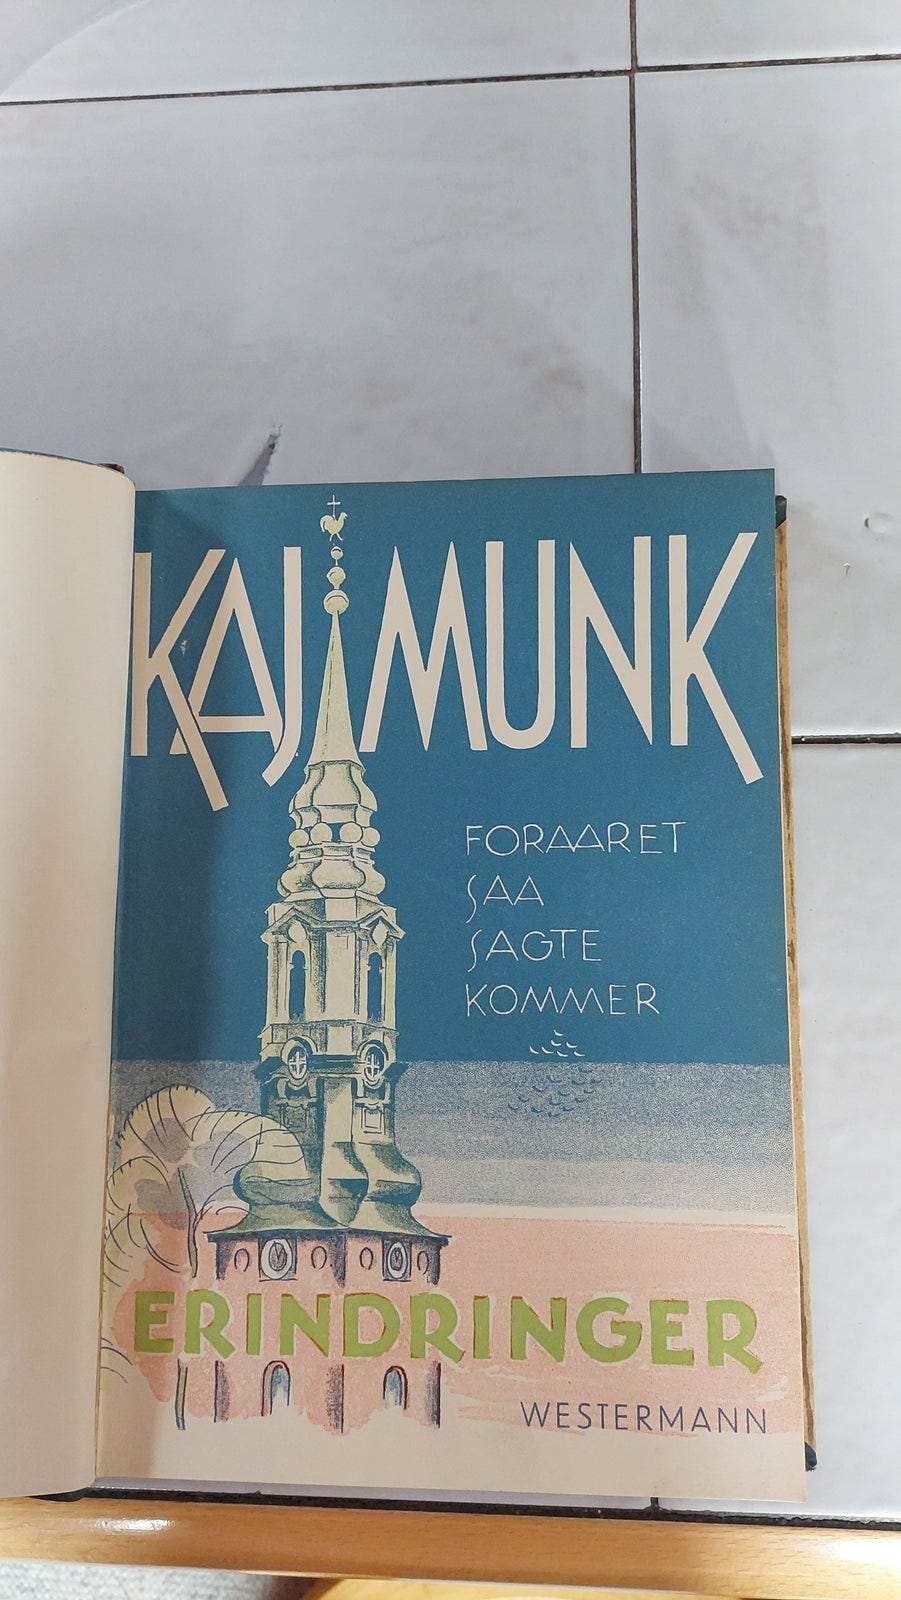 KAJ MUNK
FORAARET
SAA
SAGTE
KOMMER
ERINDRINGER
WESTERMANN